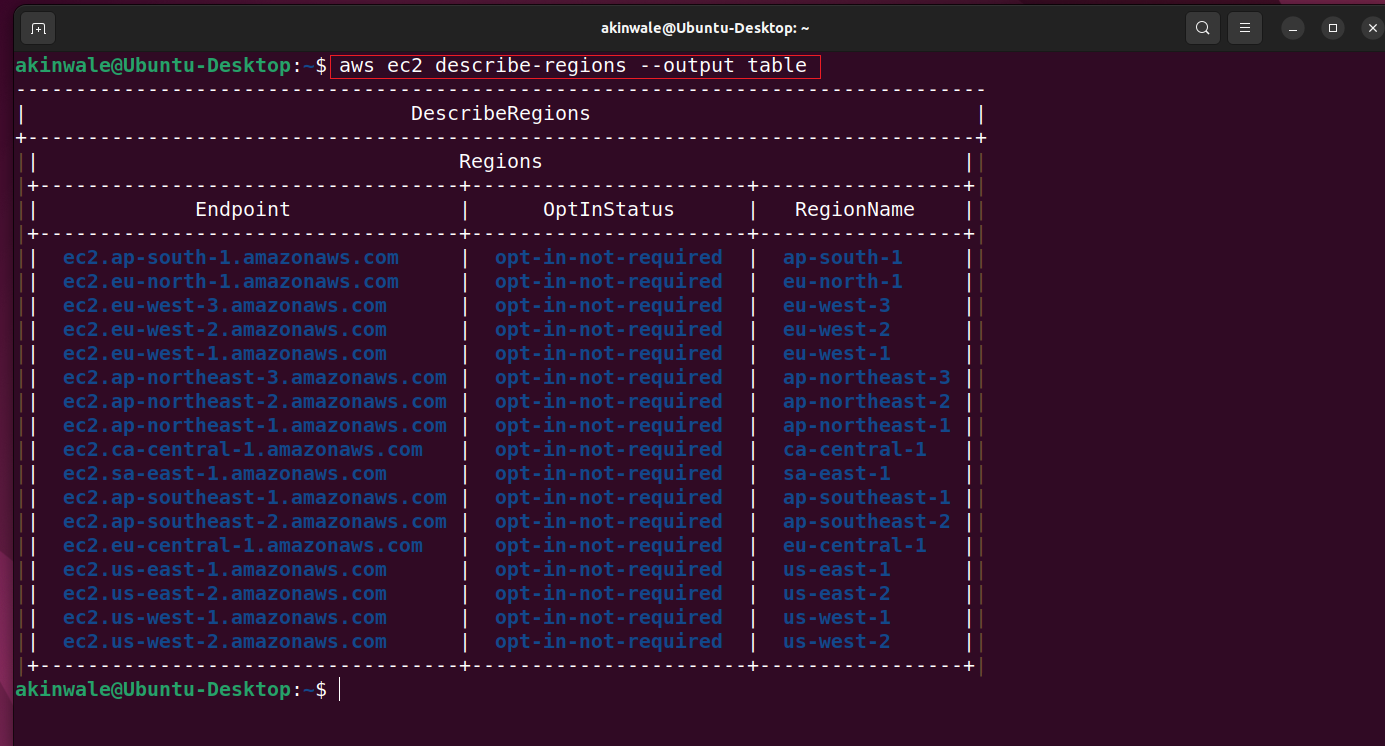 akinwale@Ubuntu-Desktop: ~
akinwale@Ubuntu-Desktop:~$ aws ec2 describe-regions --output table
---------------------------------------------------------------------------------
|                                DescribeRegions                                |
+-------------------------------------------------------------------------------+
||                                   Regions                                   ||
|+-----------------------------------+-----------------------+-----------------+|
||             Endpoint              |      OptInStatus      |   RegionName    ||
|+-----------------------------------+-----------------------+-----------------+|
||  ec2.ap-south-1.amazonaws.com     |  opt-in-not-required  |  ap-south-1     ||
||  ec2.eu-north-1.amazonaws.com     |  opt-in-not-required  |  eu-north-1     ||
||  ec2.eu-west-3.amazonaws.com      |  opt-in-not-required  |  eu-west-3      ||
||  ec2.eu-west-2.amazonaws.com      |  opt-in-not-required  |  eu-west-2      ||
||  ec2.eu-west-1.amazonaws.com      |  opt-in-not-required  |  eu-west-1      ||
||  ec2.ap-northeast-3.amazonaws.com |  opt-in-not-required  |  ap-northeast-3 ||
||  ec2.ap-northeast-2.amazonaws.com |  opt-in-not-required  |  ap-northeast-2 ||
||  ec2.ap-northeast-1.amazonaws.com |  opt-in-not-required  |  ap-northeast-1 ||
||  ec2.ca-central-1.amazonaws.com   |  opt-in-not-required  |  ca-central-1   ||
||  ec2.sa-east-1.amazonaws.com      |  opt-in-not-required  |  sa-east-1      ||
||  ec2.ap-southeast-1.amazonaws.com |  opt-in-not-required  |  ap-southeast-1 ||
||  ec2.ap-southeast-2.amazonaws.com |  opt-in-not-required  |  ap-southeast-2 ||
||  ec2.eu-central-1.amazonaws.com   |  opt-in-not-required  |  eu-central-1   ||
||  ec2.us-east-1.amazonaws.com      |  opt-in-not-required  |  us-east-1      ||
||  ec2.us-east-2.amazonaws.com      |  opt-in-not-required  |  us-east-2      ||
||  ec2.us-west-1.amazonaws.com      |  opt-in-not-required  |  us-west-1      ||
||  ec2.us-west-2.amazonaws.com      |  opt-in-not-required  |  us-west-2      ||
|+-----------------------------------+-----------------------+-----------------+|
akinwale@Ubuntu-Desktop:~$